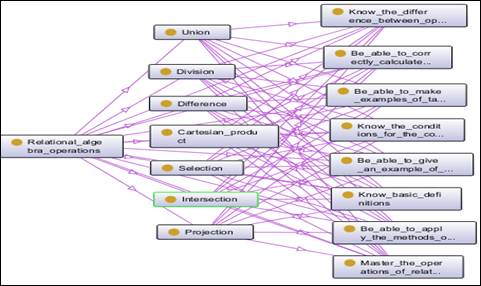 Relational_alge
bra_operations
Union
Division
Difference
Cartesian_produ
ct
Selection
Intersection
Projection
Know_the_differ
ence_between_op...
Be_able_to_corr
ectly_calculate...
Be_able_to_make
_examples_of_ta...
Know_the_condit
ions_for_the_co...
Be_able_to_give
_an_example_of_...
Know_basic_defi
nitions
Be_able_to_appl
y_the_methods_o...
Master_the_oper
ations_of_relat...